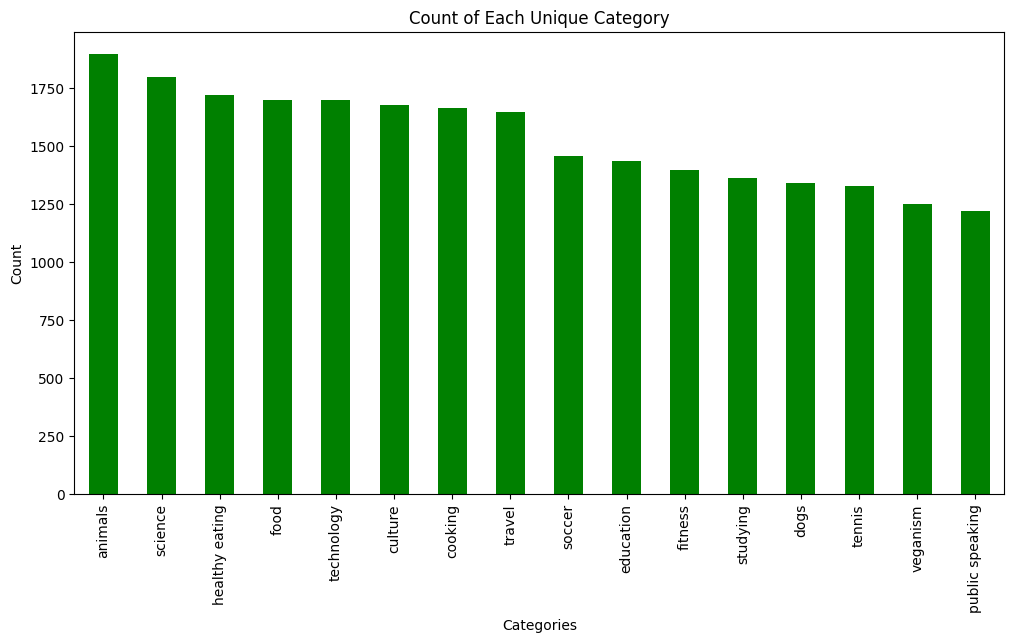 Count of Each Unique Category
1750
1500
1250
1000
750
500
250
0
Count
animals
science
healthy eating
food
technology
culture
cooking
travel
soccer
education
fitness
studying
dogs
tennis
veganism
public speaking
Categories